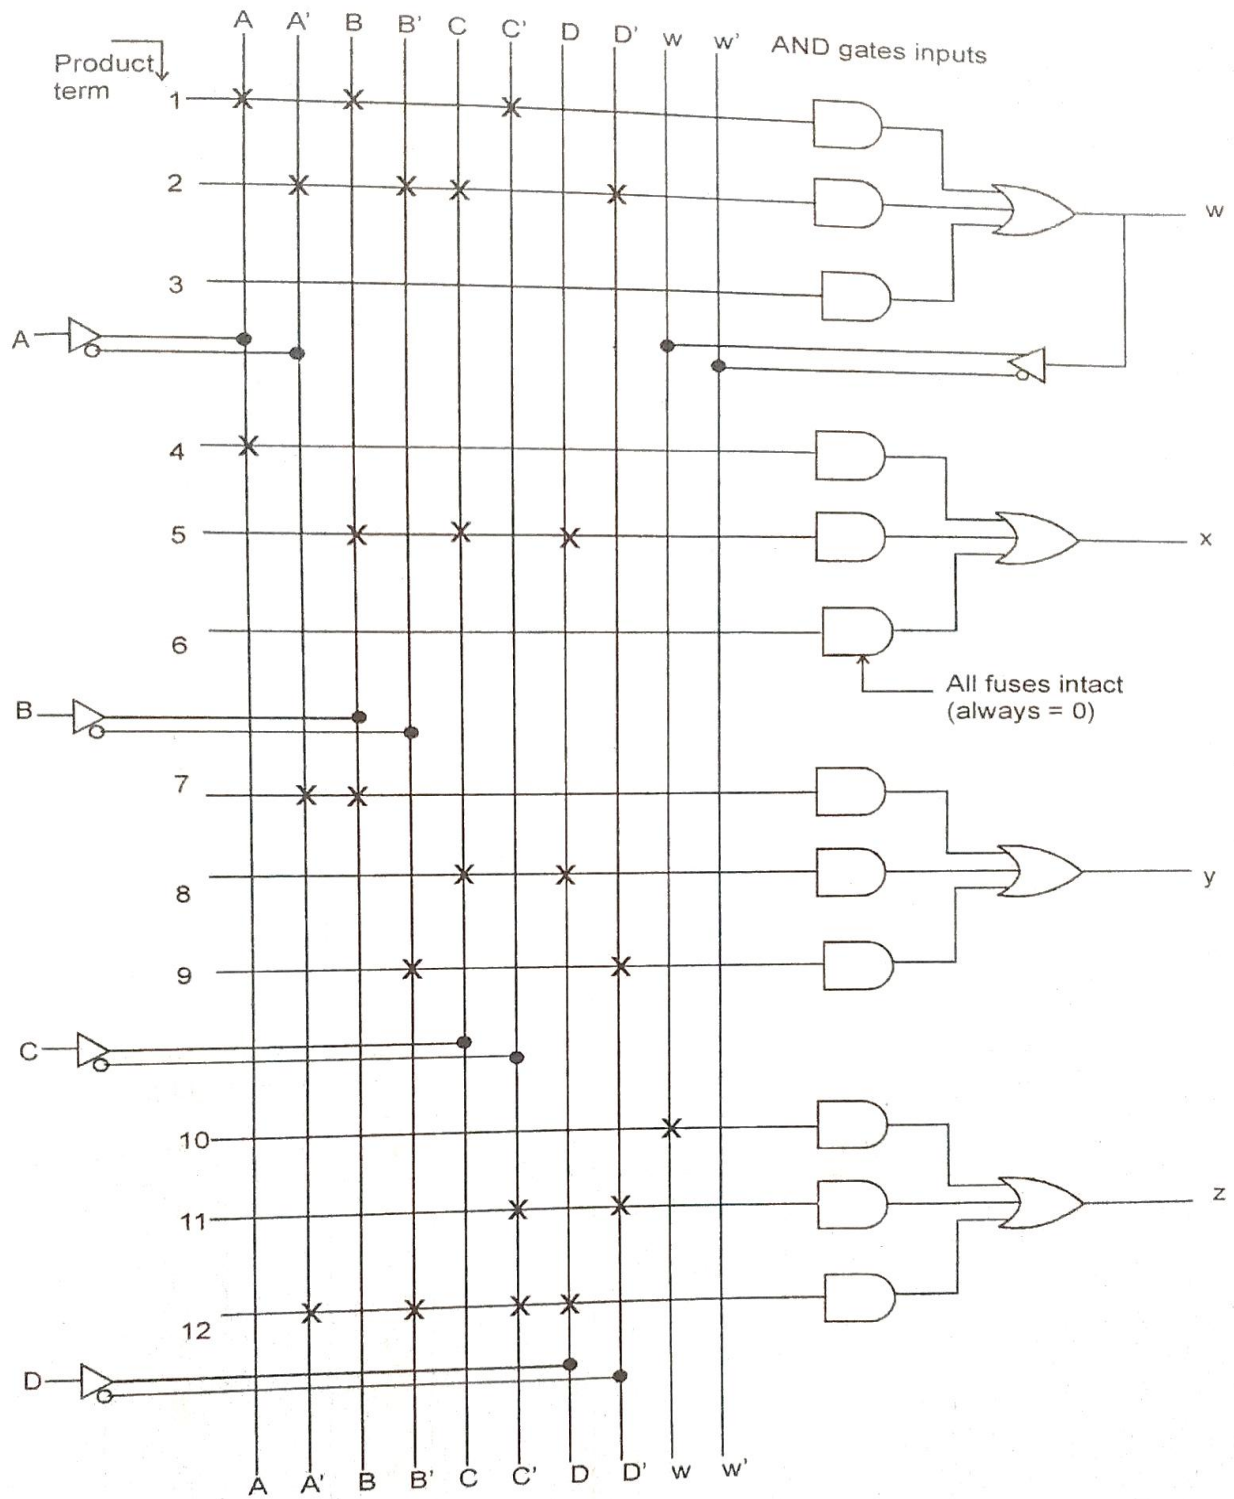 A A' B B' C C' D D' w w' AND gates inputs
Product
term
1
2
w
3
A
4
5
x
6
All fuses intact
(always = 0)
B
7
8
y
9
C
10
11
z
12
D
A A' B B' C C' D D' w w'